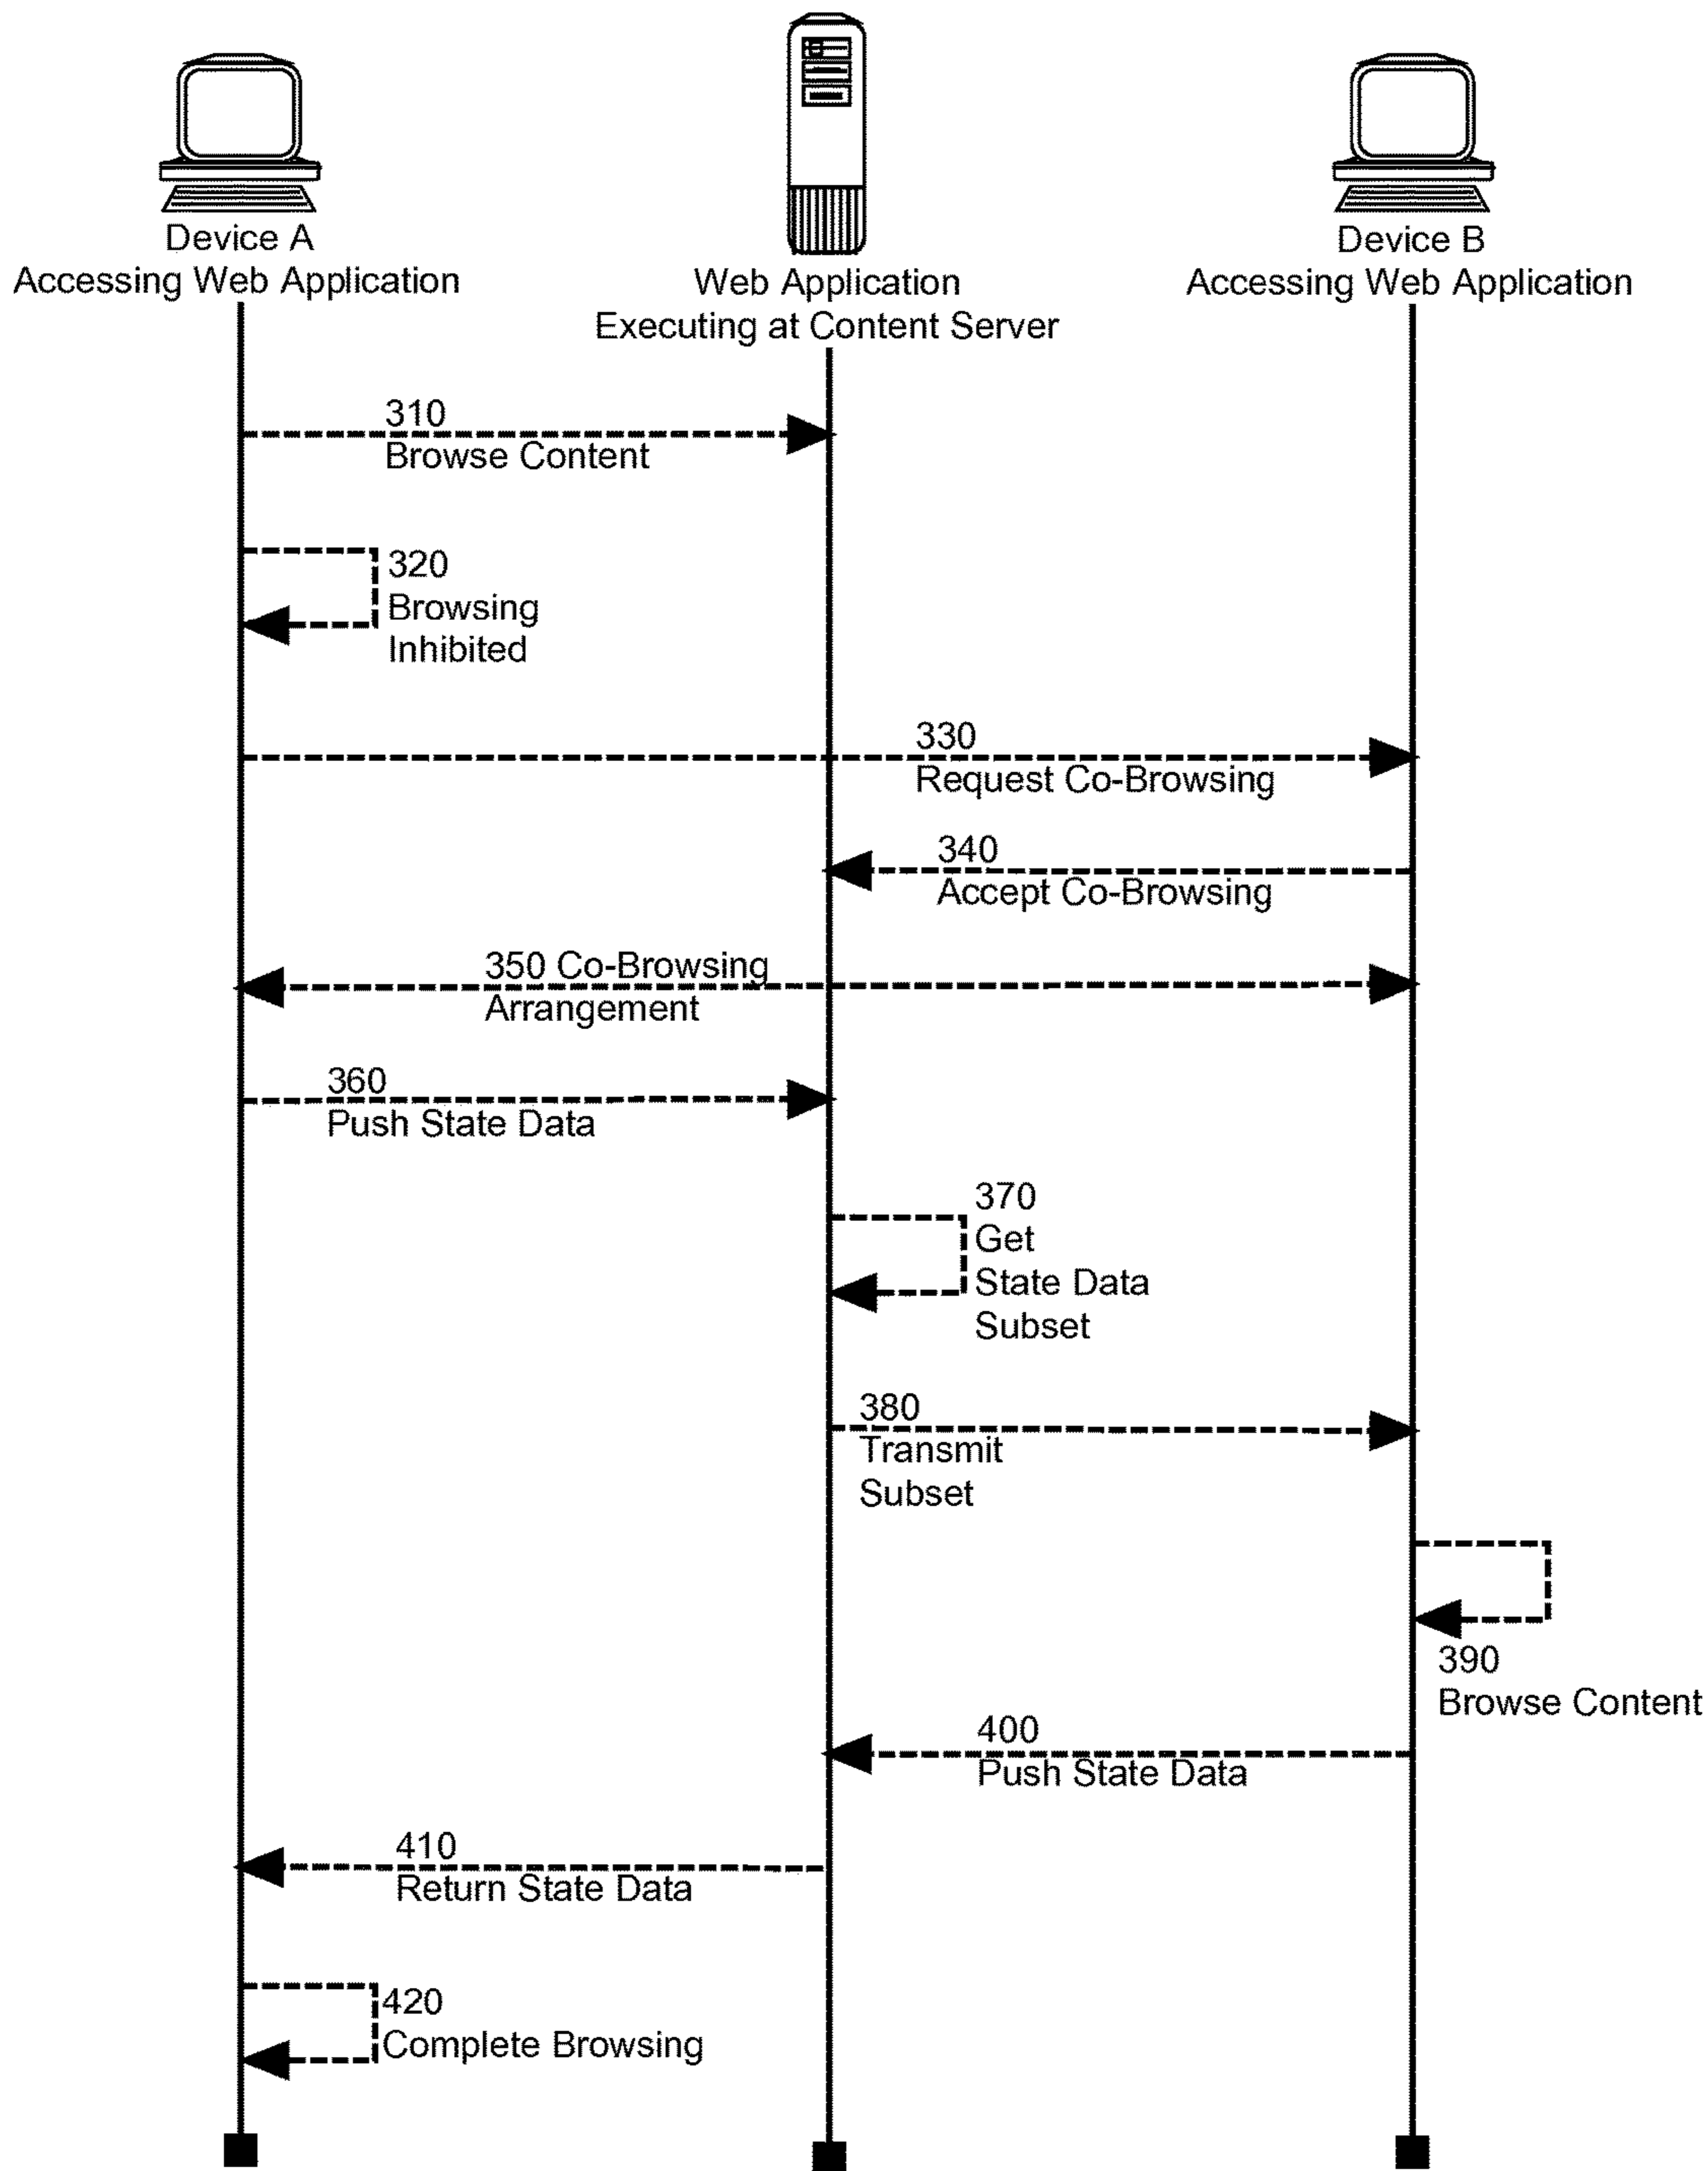 Device A
Accessing Web Application
Web Application
Executing at Content Server
Device B
Accessing Web Application
310
Browse Content
320
Browsing
Inhibited
330
Request Co-Browsing
340
Accept Co-Browsing
350 Co-Browsing
Arrangement
360
Push State Data
370
Get
State Data
Subset
380
Transmit
Subset
390
Browse Content
400
Push State Data
410
Return State Data
420
Complete Browsing